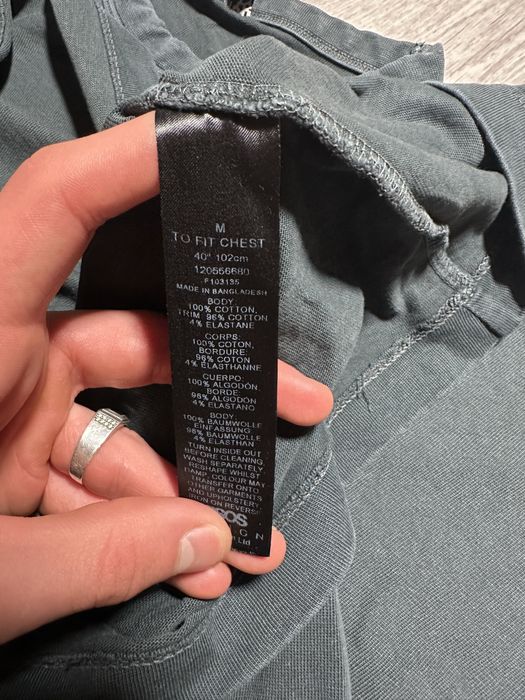 M
TO FIT CHEST
40" 102cm
120556680
F103135
MADE IN BANGLADESH
BODY:
100% COTTON,
TRIM: 96% COTTON
4% ELASTANE
CORPS:
100% COTON,
BORDURE:
96% COTON
4% ELASTHANNE
CUERPO:
100% ALGODÓN,
BORDE:
96% ALGODÓN
4% ELASTANO
BODY:
100% BAUMWOLLE
EINFASSUNG:
96% BAUMWOLLE
4% ELASTHAN
TURN INSIDE OUT
BEFORE CLEANING
WASH SEPARATELY
RESHAPE WHILST
DAMP. COLOUR MAY
TRANSFER ONTO
OTHER GARMENTS
AND UPHOLSTERY.
IRON ON REVERSE
OS
C N
Ltd